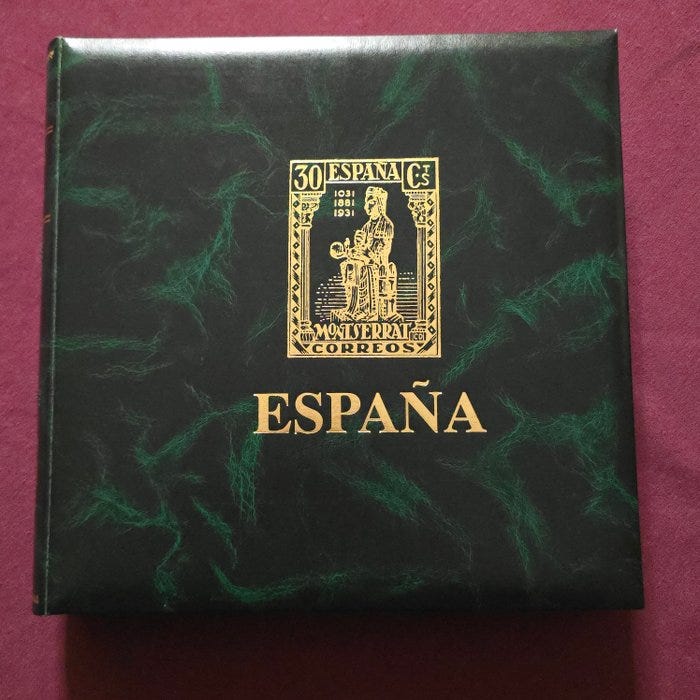 30 ESPAÑA CTS
1031
1881
1931
MONTSERRAT
CORREOS
ESPAÑA